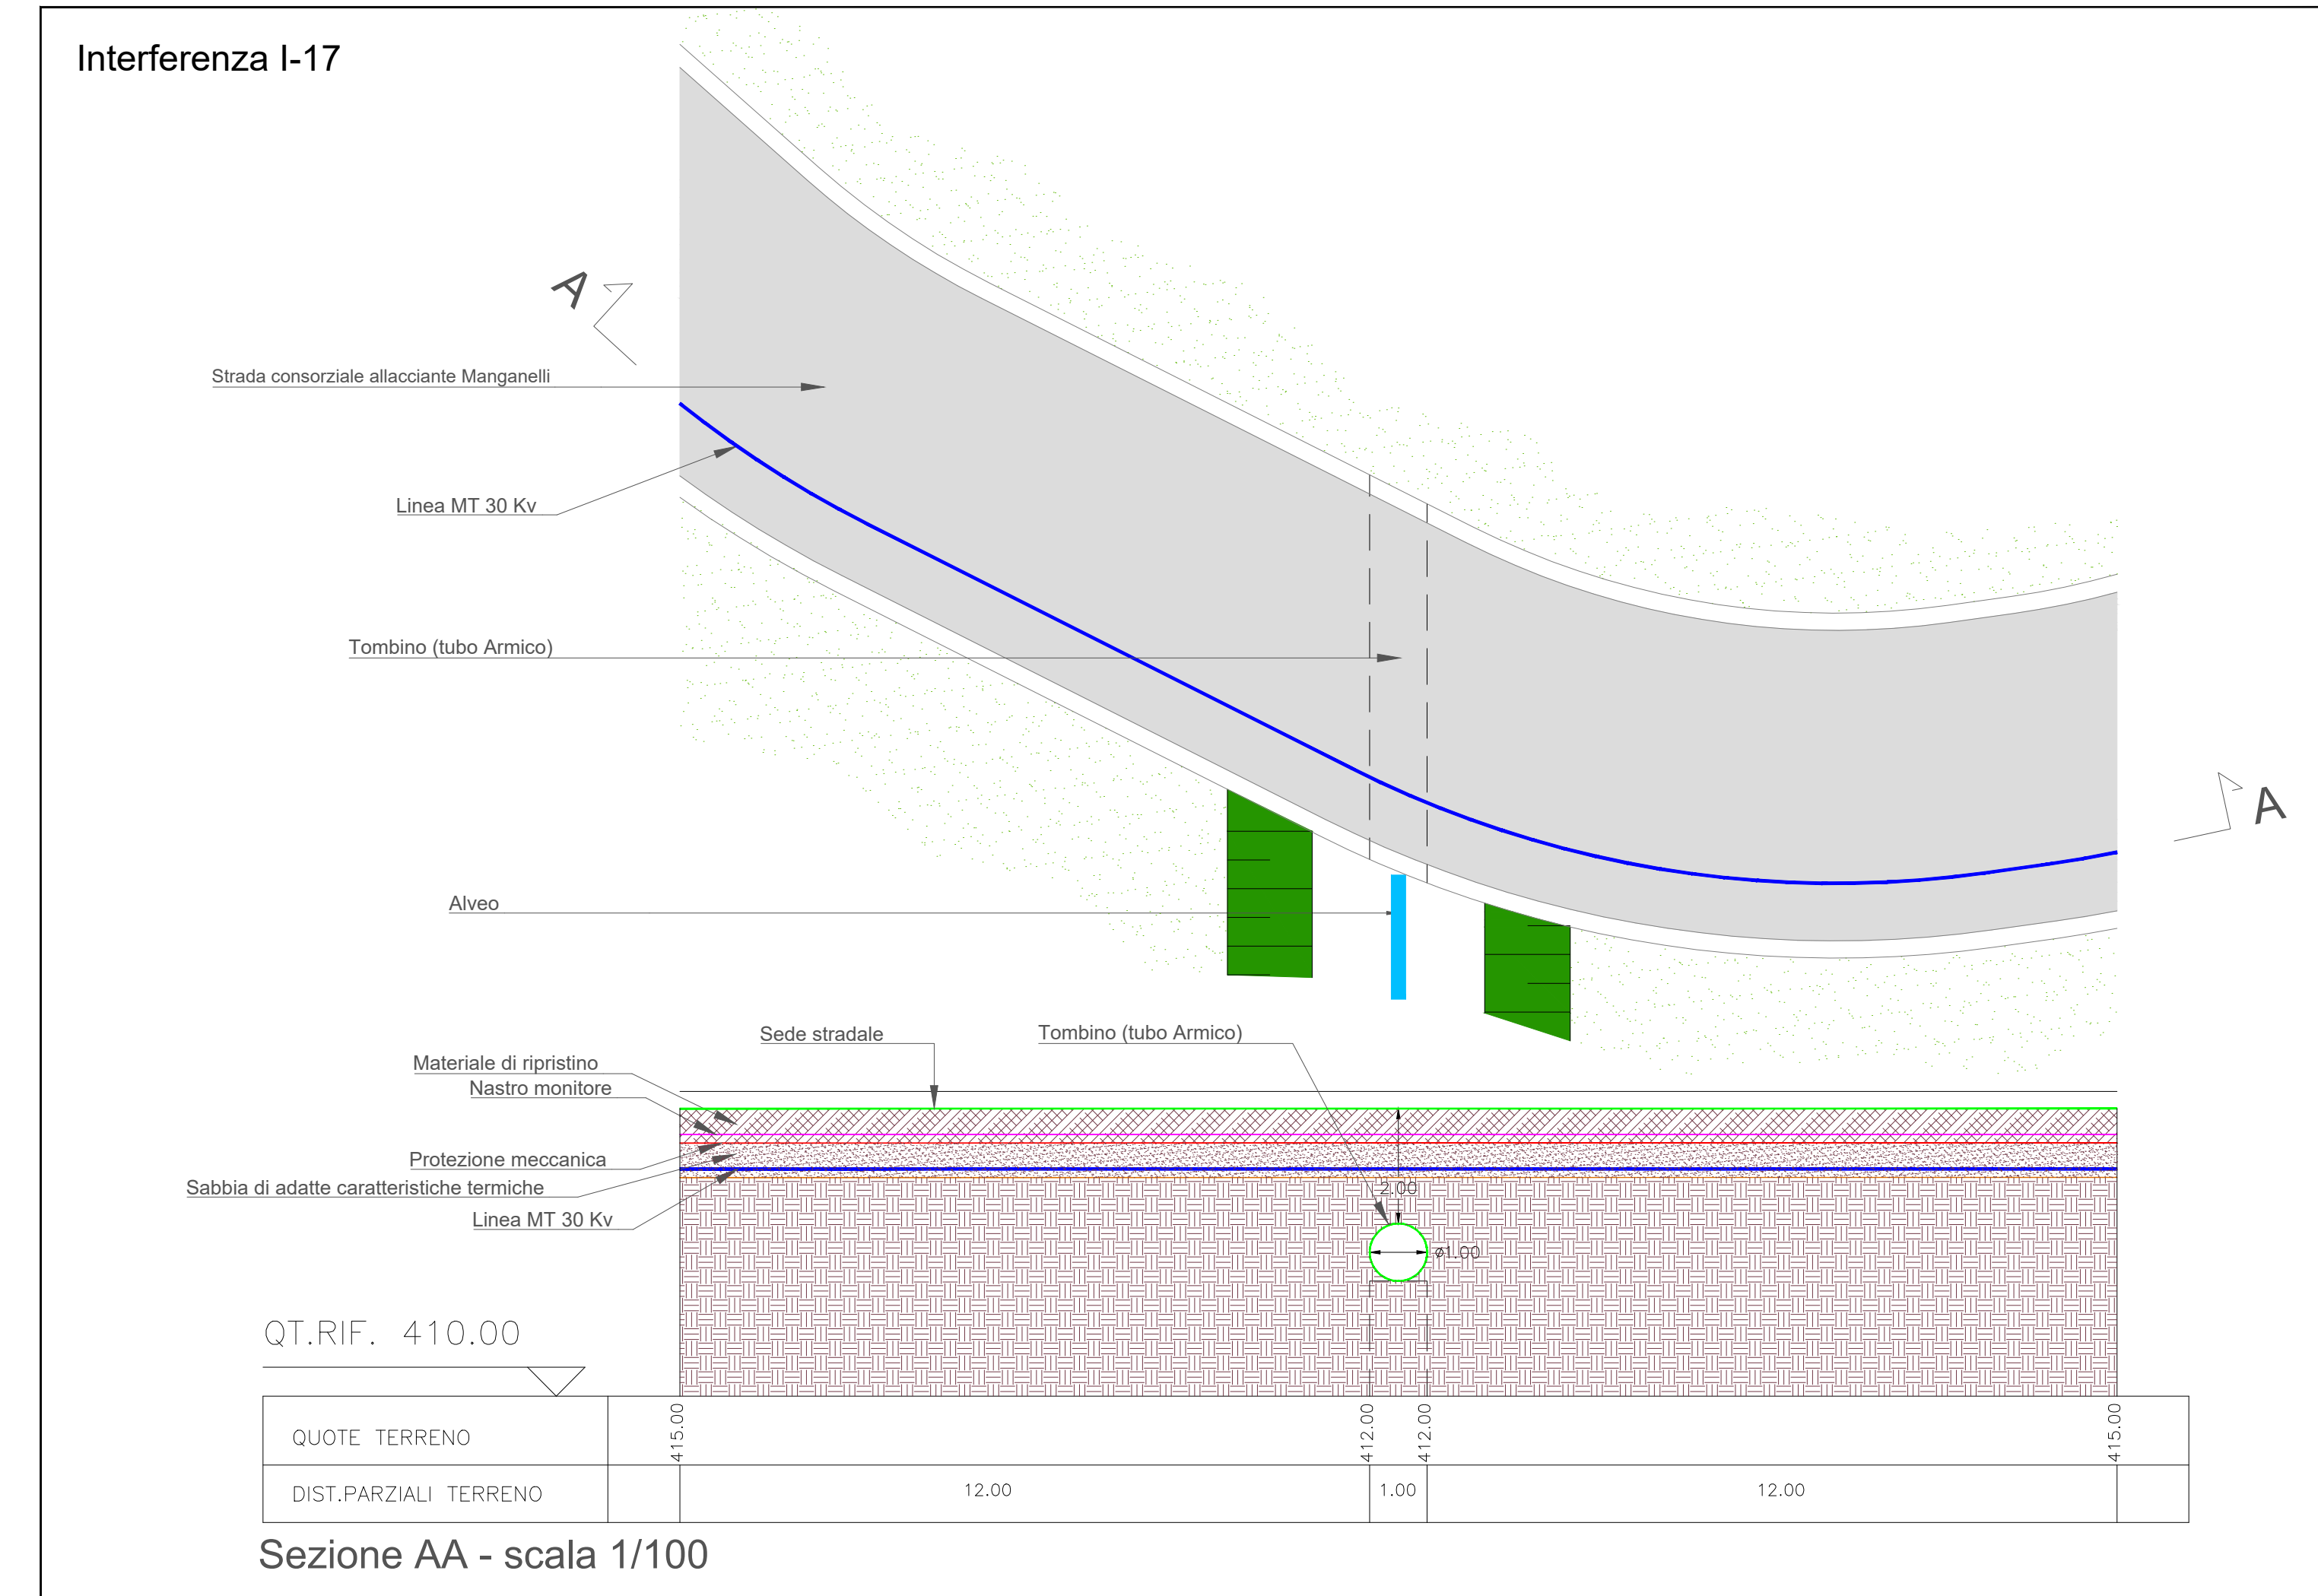 Interferenza I-17
A
Strada consorziale allacciante Manganelli
Linea MT 30 Kv
Tombino (tubo Armico)
A
Alveo
Sede stradale
Tombino (tubo Armico)
Materiale di ripristino
Nastro monitore
Protezione meccanica
Sabbia di adatte caratteristiche termiche
Linea MT 30 Kv
2.00
ø1.00
QT.RIF. 410.00
QUOTE TERRENO
415.00
412.00
412.00
415.00
DIST.PARZIALI TERRENO
12.00
1.00
12.00
Sezione AA - scala 1/100